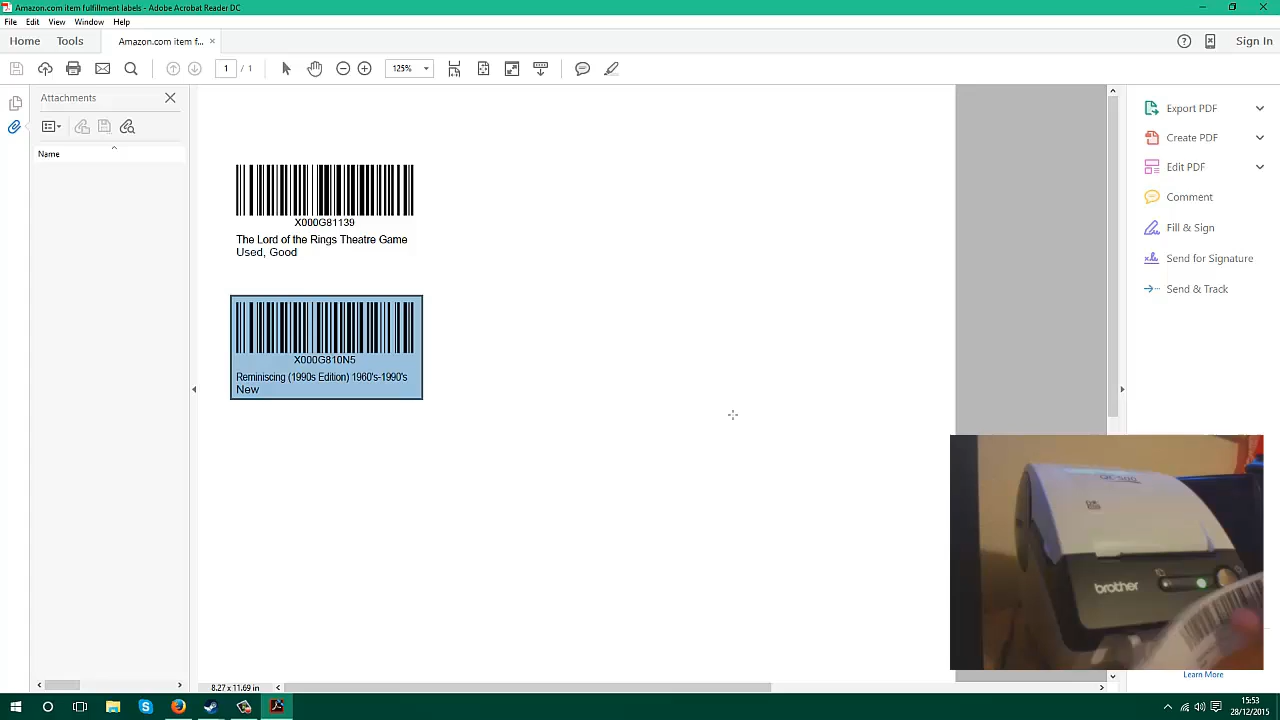 Amazon.com item fulfillment labels - Adobe Acrobat Reader DC
File Edit View Window Help
Home Tools Amazon.com item f... Sign In
1 / 1 125%
Attachments
Name
X000G81139
The Lord of the Rings Theatre Game
Used, Good
X000G810N5
Reminiscing (1990s Edition) 1960's-1990's
New
8.27 x 11.69 in
Export PDF
Create PDF
Edit PDF
Comment
Fill & Sign
Send for Signature
Send & Track
brother
Learn More
15:53
28/12/2015